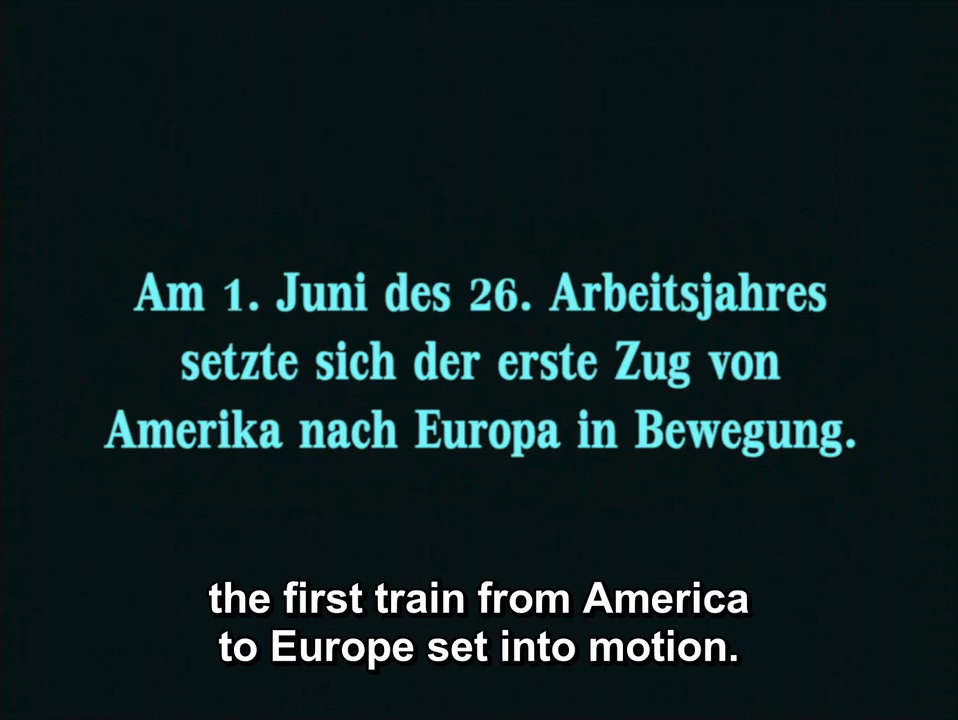 Am 1. Juni des 26. Arbeitsjahres
setzte sich der erste Zug von
Amerika nach Europa in Bewegung.
the first train from America
to Europe set into motion.